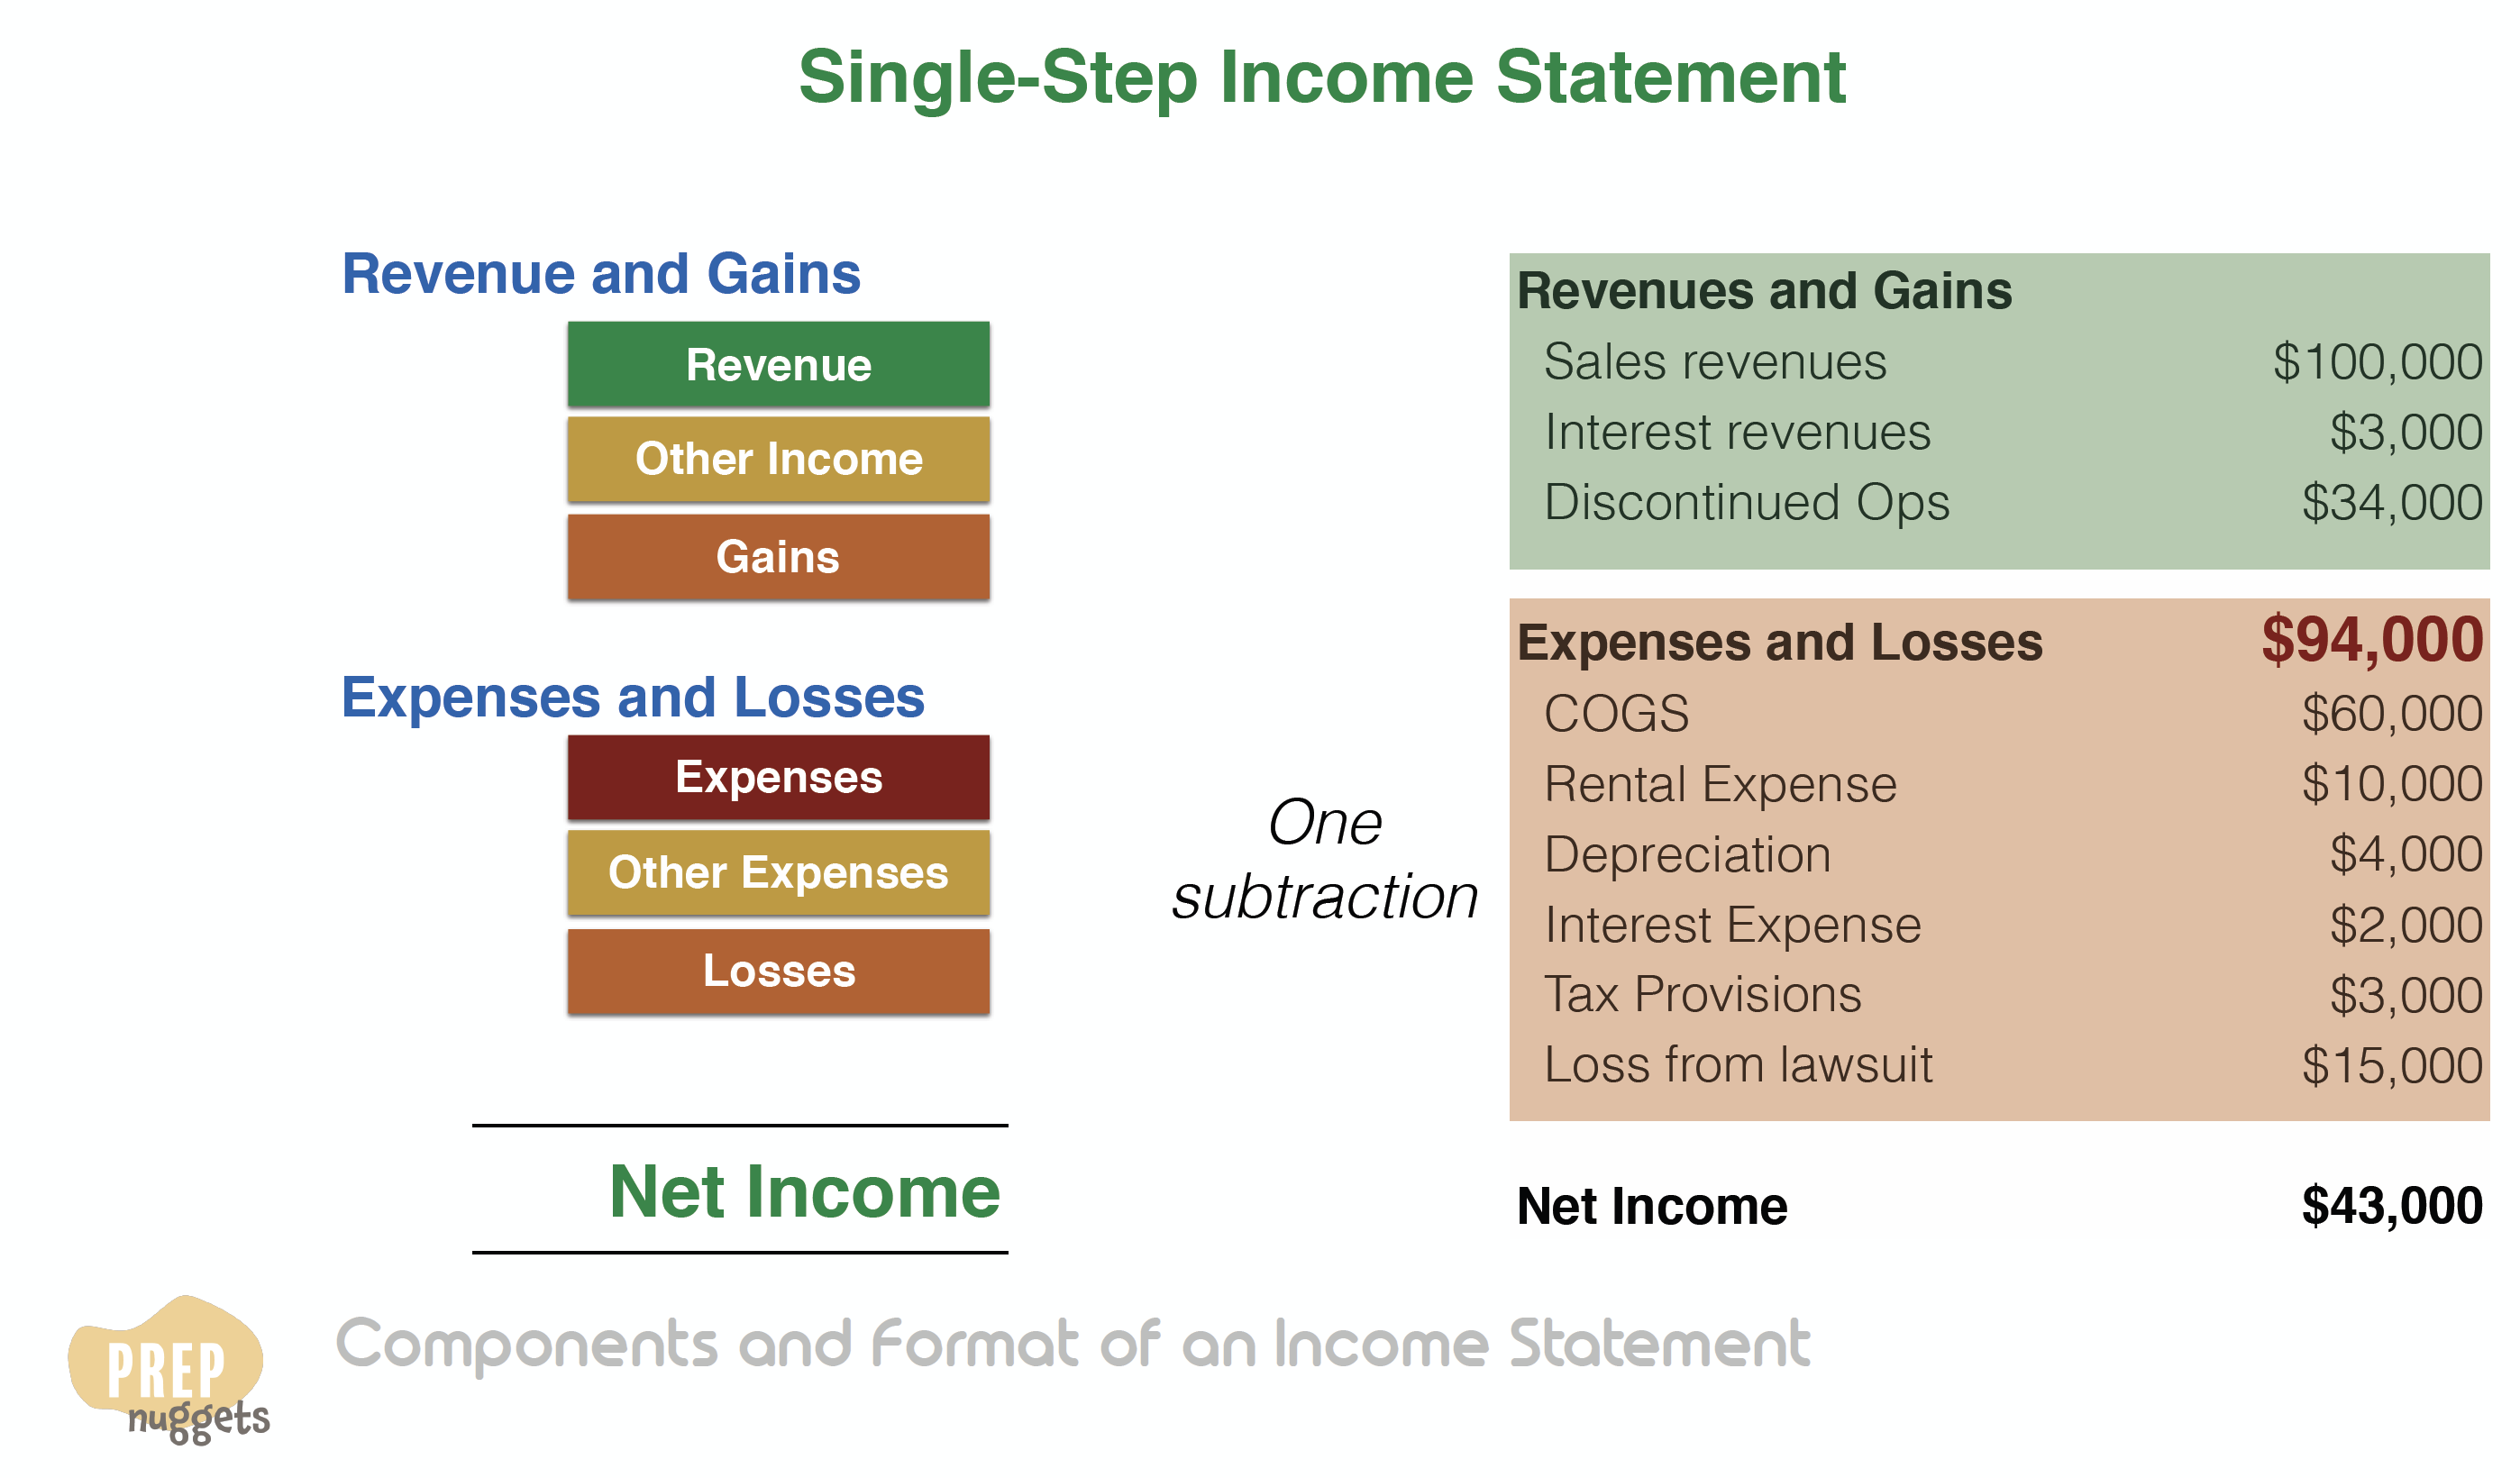 Single-Step Income Statement
Revenue and Gains
Revenue
Other Income
Gains
Expenses and Losses
Expenses
Other Expenses
Losses
Net Income
One
subtraction
Revenues and Gains
Sales revenues $100,000
Interest revenues $3,000
Discontinued Ops $34,000
Expenses and Losses $94,000
COGS $60,000
Rental Expense $10,000
Depreciation $4,000
Interest Expense $2,000
Tax Provisions $3,000
Loss from lawsuit $15,000
Net Income $43,000
PREP
nuggets
Components and Format of an Income Statement